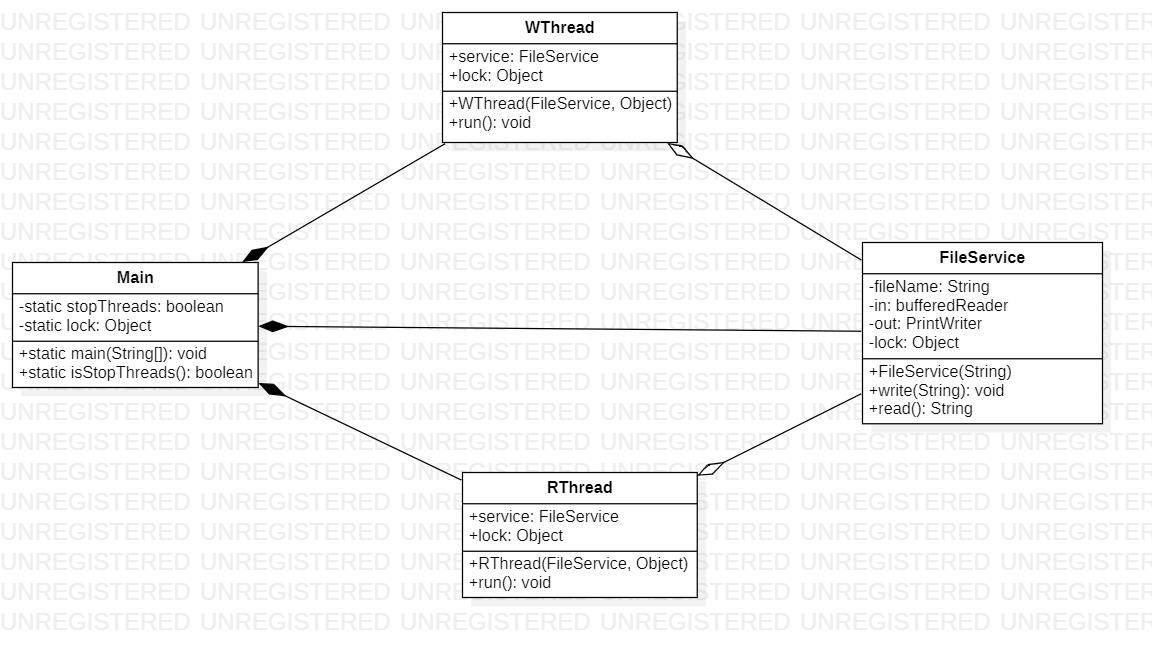 WThread
+service: FileService
+lock: Object
+WThread(FileService, Object)
+run(): void
Main
-static stopThreads: boolean
-static lock: Object
+static main(String[]): void
+static isStopThreads(): boolean
FileService
-fileName: String
-in: bufferedReader
-out: PrintWriter
-lock: Object
+FileService(String)
+write(String): void
+read(): String
RThread
+service: FileService
+lock: Object
+RThread(FileService, Object)
+run(): void
UNREGISTERED UNREGISTERED UNREGISTERED UNREGISTERED UNREGISTERED UNREGISTERED